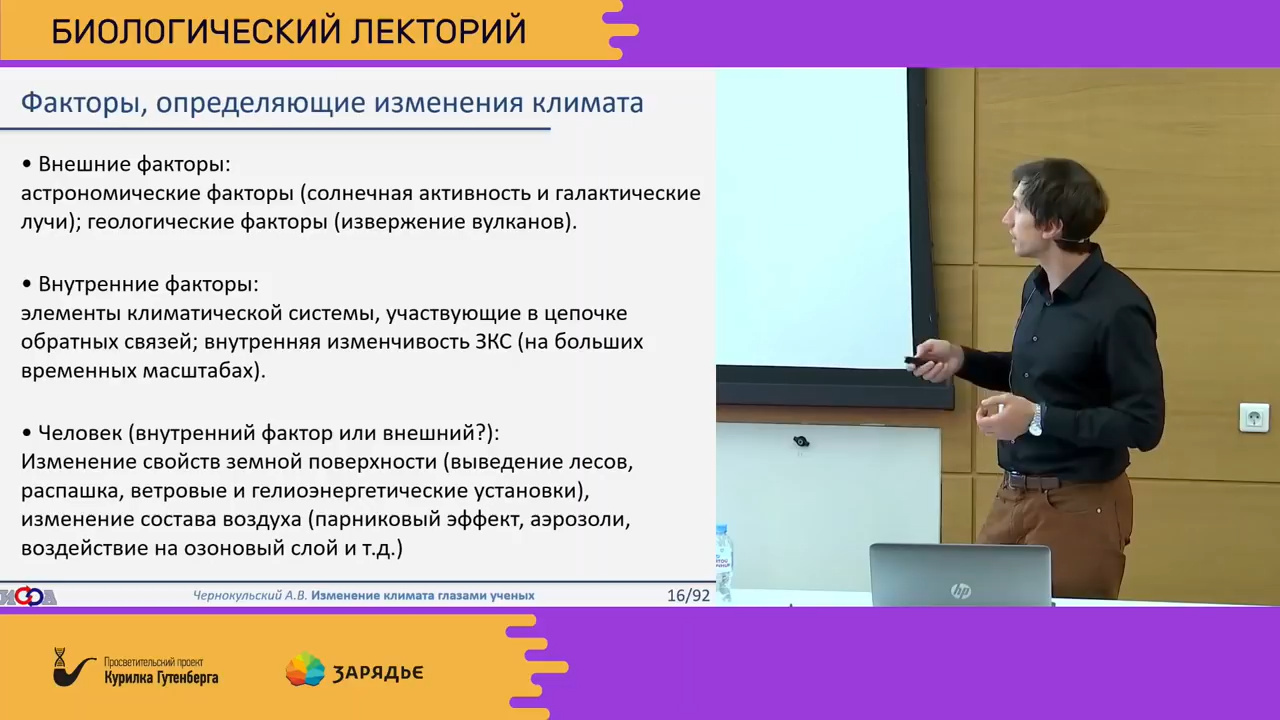 БИОЛОГИЧЕСКИЙ ЛЕКТОРИЙ
Факторы, определяющие изменения климата
• Внешние факторы:
астрономические факторы (солнечная активность и галактические
лучи); геологические факторы (извержение вулканов).
• Внутренние факторы:
элементы климатической системы, участвующие в цепочке
обратных связей; внутренняя изменчивость ЗКС (на больших
временных масштабах).
• Человек (внутренний фактор или внешний?):
Изменение свойств земной поверхности (выведение лесов,
распашка, ветровые и гелиоэнергетические установки),
изменение состава воздуха (парниковый эффект, аэрозоли,
воздействие на озоновый слой и т.д.)
ИФА
Чернокульский А.В. Изменение климата глазами ученых
16/92
hp
Просветительский проект
Курилка Гутенберга
ЗАРЯДЬЕ